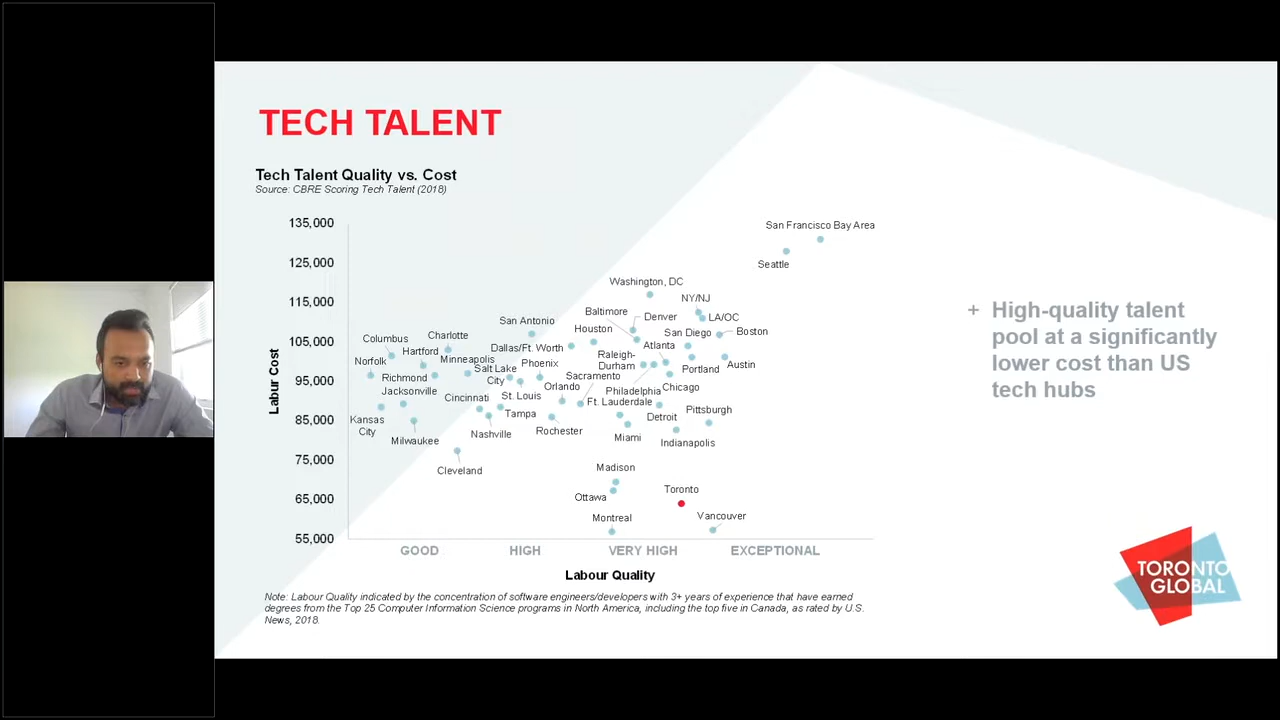 TECH TALENT
Tech Talent Quality vs. Cost
Source: CBRE Scoring Tech Talent (2018)
135,000
125,000
115,000
105,000
95,000
85,000
75,000
65,000
55,000
Labur Cost
San Francisco Bay Area
Seattle
Washington, DC
NY/NJ
Baltimore
Denver
LA/OC
San Antonio
Houston
San Diego
Boston
Columbus
Charlotte
Hartford
Dallas/Ft. Worth
Atlanta
Norfolk
Minneapolis
Phoenix
Raleigh-
Durham
Portland
Austin
Salt Lake
City
Richmond
Sacramento
Orlando
Jacksonville
Philadelphia
Chicago
Cincinnati
St. Louis
Ft. Lauderdale
Tampa
Detroit
Pittsburgh
Kansas
City
Milwaukee
Nashville
Rochester
Miami
Indianapolis
Cleveland
Madison
Ottawa
Toronto
Montreal
Vancouver
GOOD
HIGH
VERY HIGH
EXCEPTIONAL
Labour Quality
Note: Labour Quality indicated by the concentration of software engineers/developers with 3+ years of experience that have earned
degrees from the Top 25 Computer Information Science programs in North America, including the top five in Canada, as rated by U.S.
News, 2018.
+ High-quality talent
pool at a significantly
lower cost than US
tech hubs
TORONTO
GLOBAL